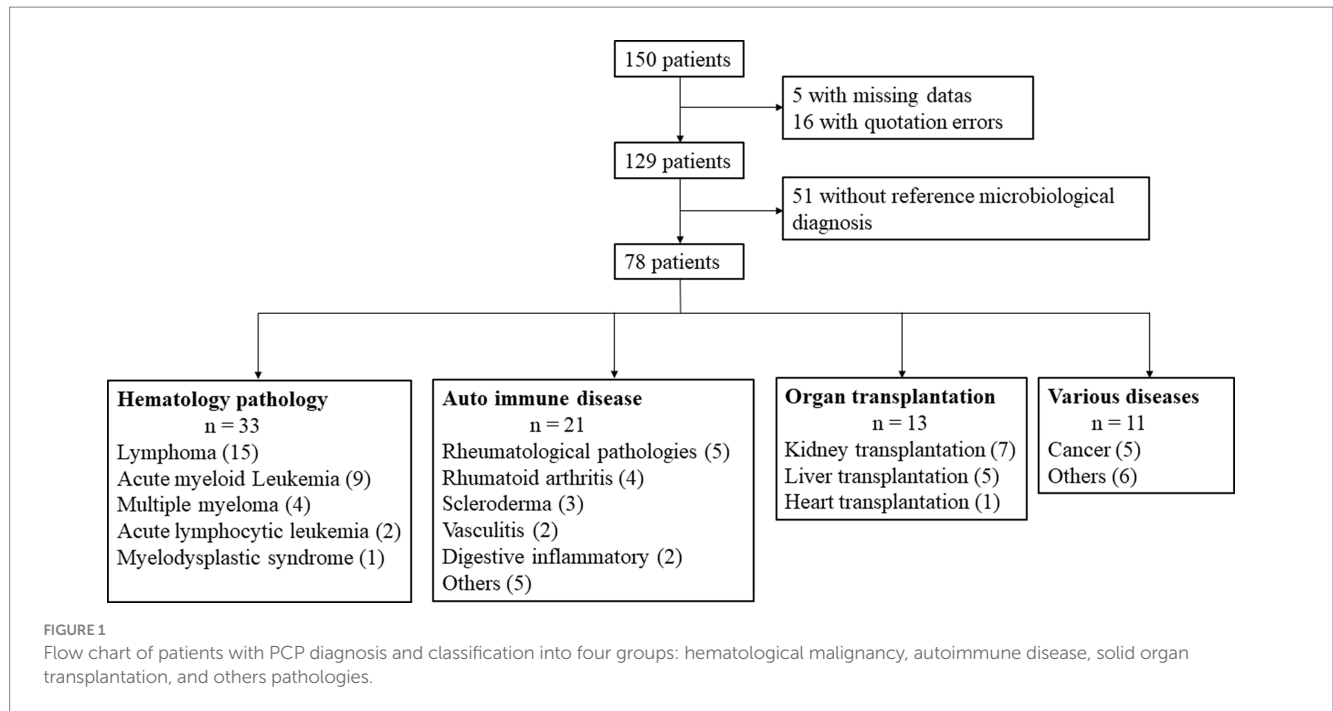 150 patients
5 with missing datas
16 with quotation errors
129 patients
51 without reference microbiological
diagnosis
78 patients
Hematology pathology
n = 33
Lymphoma (15)
Acute myeloid Leukemia (9)
Multiple myeloma (4)
Acute lymphocytic leukemia (2)
Myelodysplastic syndrome (1)
Auto immune disease
n = 21
Rheumatological pathologies (5)
Rhumatoid arthritis (4)
Scleroderma (3)
Vasculitis (2)
Digestive inflammatory (2)
Others (5)
Organ transplantation
n = 13
Kidney transplantation (7)
Liver transplantation (5)
Heart transplantation (1)
Various diseases
n = 11
Cancer (5)
Others (6)
FIGURE 1
Flow chart of patients with PCP diagnosis and classification into four groups: hematological malignancy, autoimmune disease, solid organ
transplantation, and others pathologies.